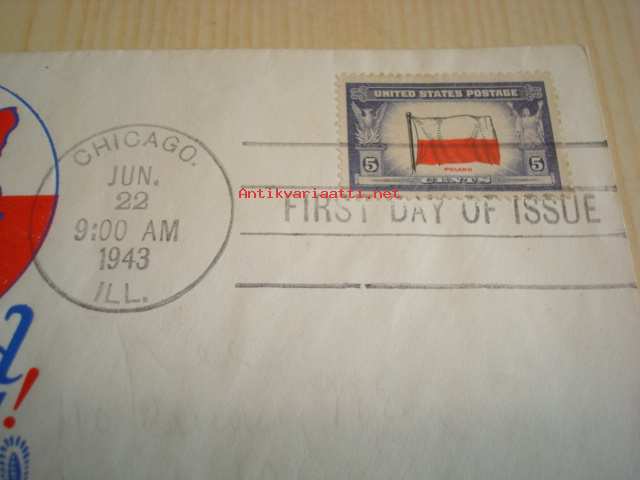 UNITED STATES POSTAGE
5 5
POLAND
CENTS
CHICAGO.
JUN.
22
9:00 AM
1943
ILL.
Antikvariaatti.net
FIRST DAY OF ISSUE
d
!